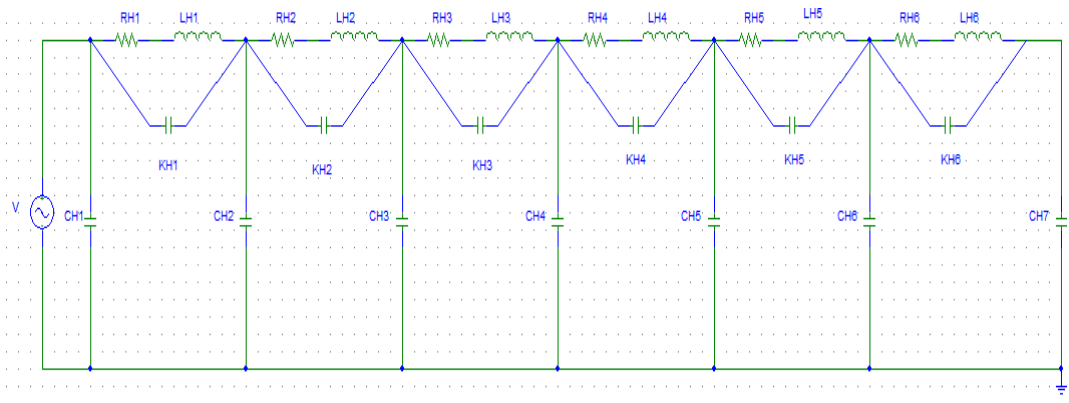 RH1 LH1 RH2 LH2 RH3 LH3 RH4 LH4 RH5 LH5 RH6 LH6
KH1 KH2 KH3 KH4 KH5 KH6
V CH1 CH2 CH3 CH4 CH5 CH6 CH7